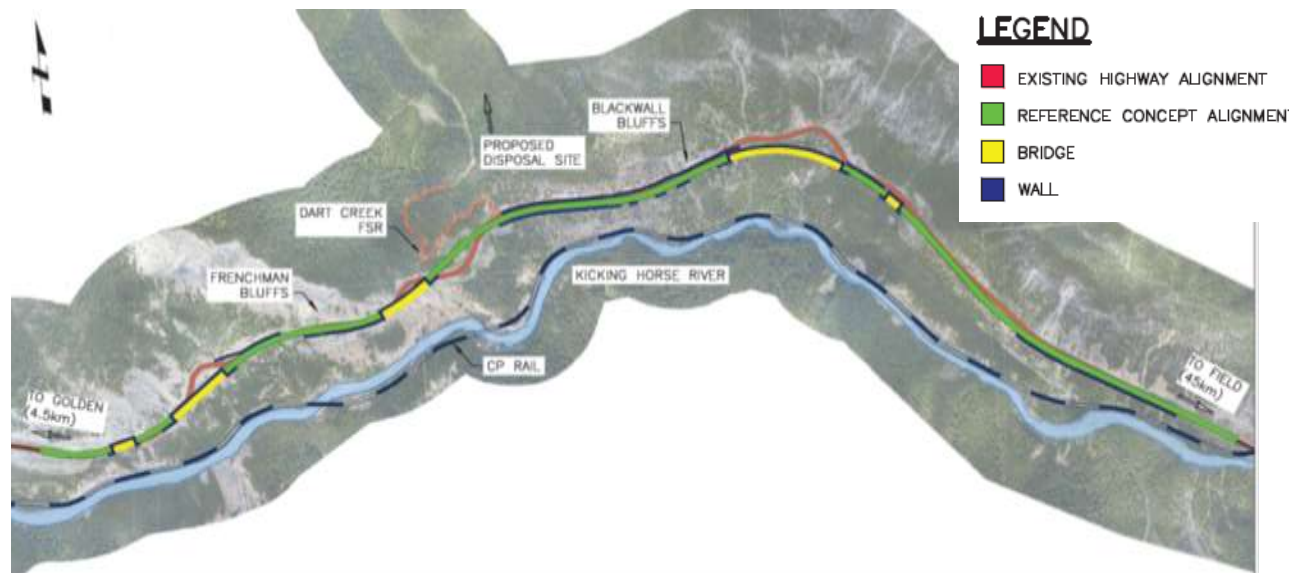 LEGEND
EXISTING HIGHWAY ALIGNMENT
REFERENCE CONCEPT ALIGNMENT
BRIDGE
WALL
BLACKWALL
BLUFFS
PROPOSED
DISPOSAL SITE
DART CREEK
FSR
FRENCHMAN
BLUFFS
KICKING HORSE RIVER
CP RAIL
TO GOLDEN
(4.5km)
TO FIELD
(45km)